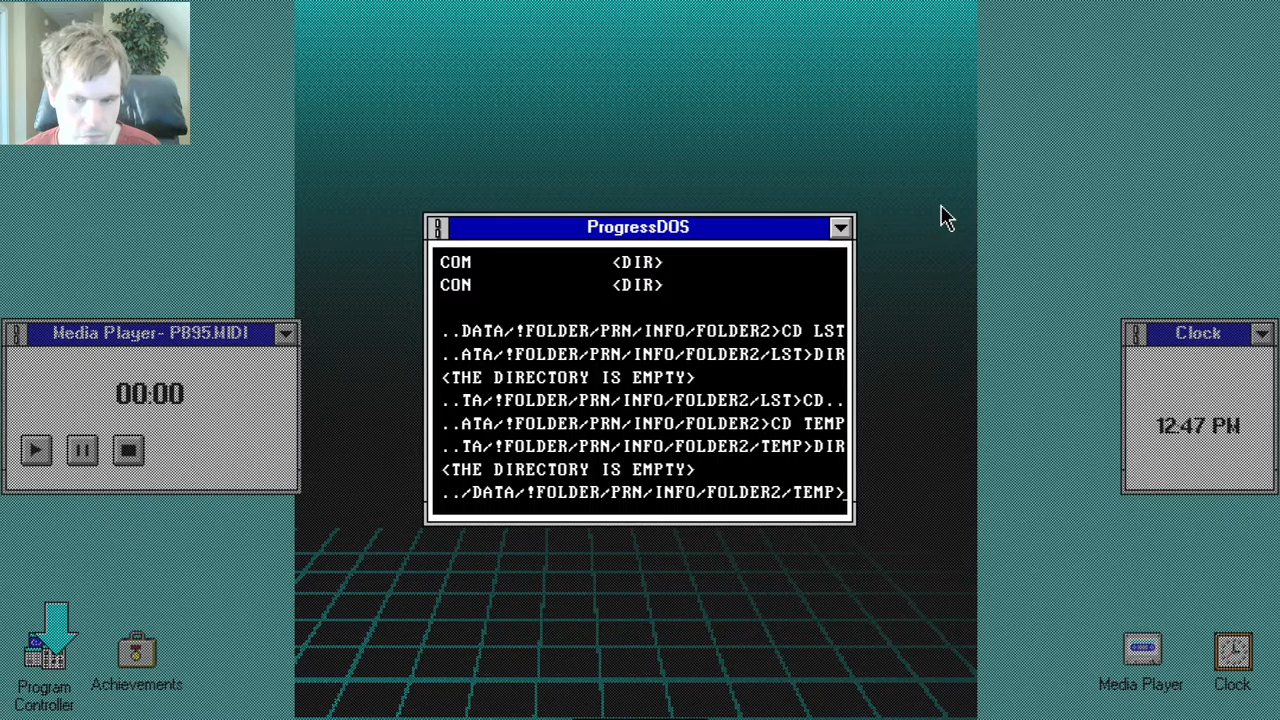 ProgressDOS
COM <DIR>
CON <DIR>
..DATA/!FOLDER/PRN/INFO/FOLDER2>CD LST
..ATA/!FOLDER/PRN/INFO/FOLDER2/LST>DIR
<THE DIRECTORY IS EMPTY>
..TA/!FOLDER/PRN/INFO/FOLDER2/LST>CD..
..ATA/!FOLDER/PRN/INFO/FOLDER2>CD TEMP
..TA/!FOLDER/PRN/INFO/FOLDER2/TEMP>DIR
<THE DIRECTORY IS EMPTY>
../DATA/!FOLDER/PRN/INFO/FOLDER2/TEMP>_
Media Player- PB95.MIDI
00:00
Clock
12:47 PM
Program
Controller
Achievements
Media Player
Clock